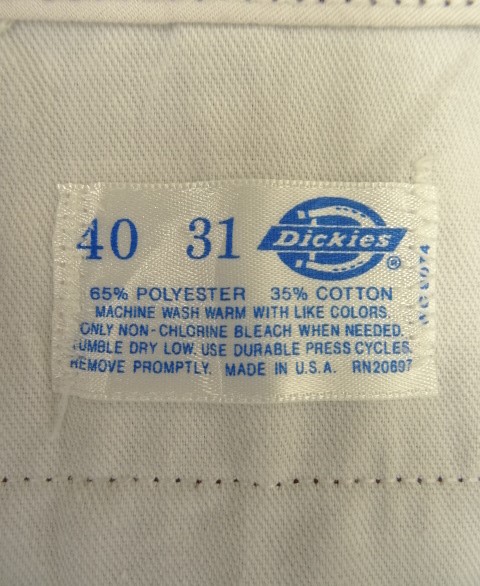 40 31 Dickies®
65% POLYESTER 35% COTTON
MACHINE WASH WARM WITH LIKE COLORS.
ONLY NON-CHLORINE BLEACH WHEN NEEDED.
TUMBLE DRY LOW. USE DURABLE PRESS CYCLES.
REMOVE PROMPTLY. MADE IN U.S.A. RN20697